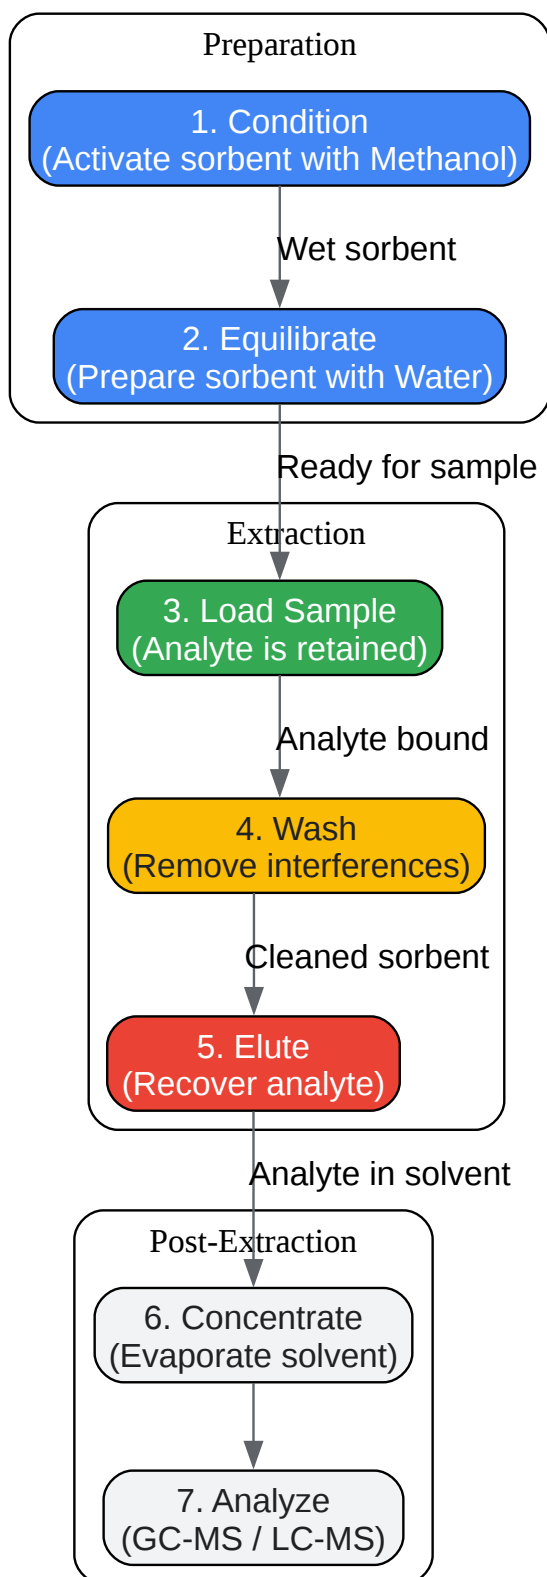 Preparation
1. Condition
(Activate sorbent with Methanol)
Wet sorbent
2. Equilibrate
(Prepare sorbent with Water)
Ready for sample
Extraction
3. Load Sample
(Analyte is retained)
Analyte bound
4. Wash
(Remove interferences)
Cleaned sorbent
5. Elute
(Recover analyte)
Analyte in solvent
Post-Extraction
6. Concentrate
(Evaporate solvent)
7. Analyze
(GC-MS / LC-MS)